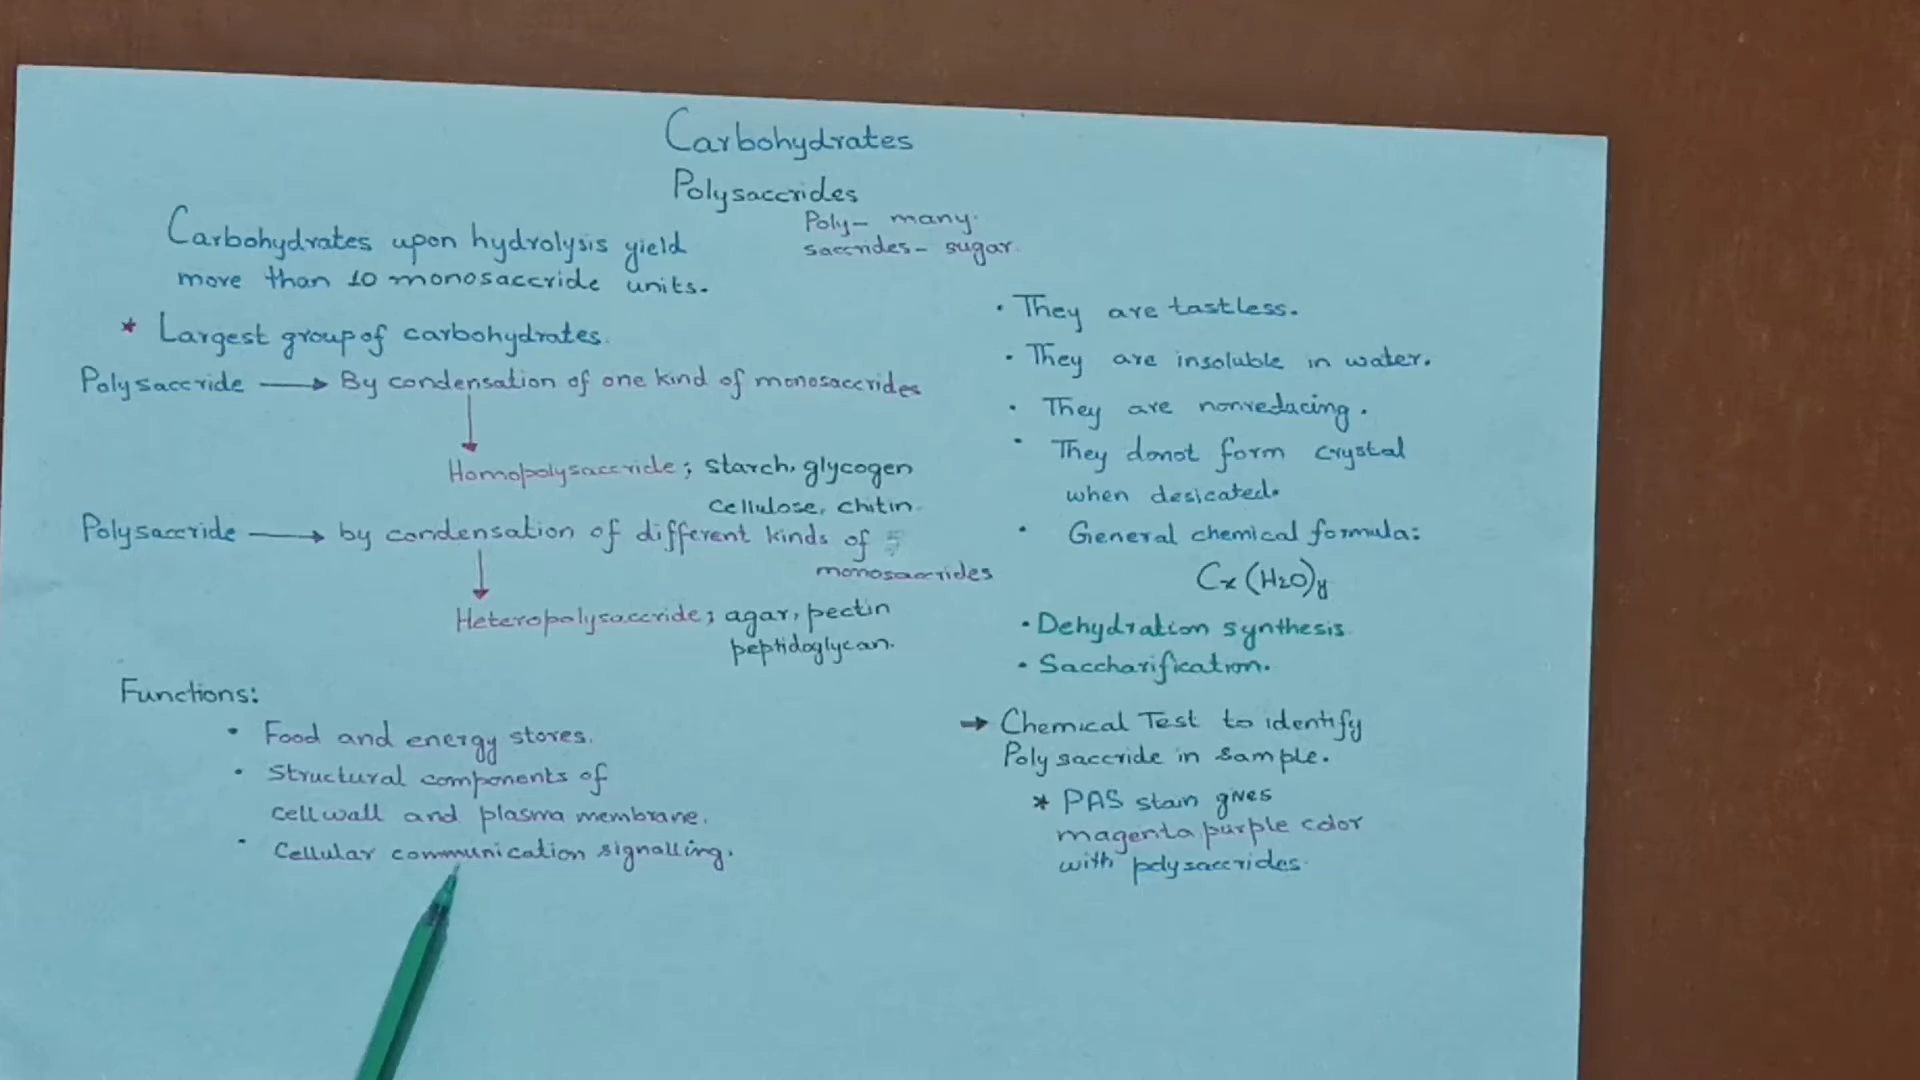 Carbohydrates
Polysaccrides
Poly- many.
saccrides- sugar.
Carbohydrates upon hydrolysis yield
more than 10 monosaccride units.
* Largest group of carbohydrates.
Polysaccride → By condensation of one kind of monosaccrides
Homopolysaccride; starch, glycogen
cellulose, chitin.
Polysaccride → by condensation of different kinds of
monosaccrides
Heteropolysaccride; agar, pectin
peptidoglycan.
Functions:
• Food and energy stores.
• Structural components of
cellwall and plasma membrane.
• Cellular communication signalling.
• They are tastless.
• They are insoluble in water.
• They are nonreducing.
• They donot form crystal
when desicated.
• General chemical formula:
Cx (H2O)y
• Dehydration synthesis.
• Saccharification.
→ Chemical Test to identify
Polysaccride in sample.
* PAS stain gives
magenta purple color
with polysaccrides.